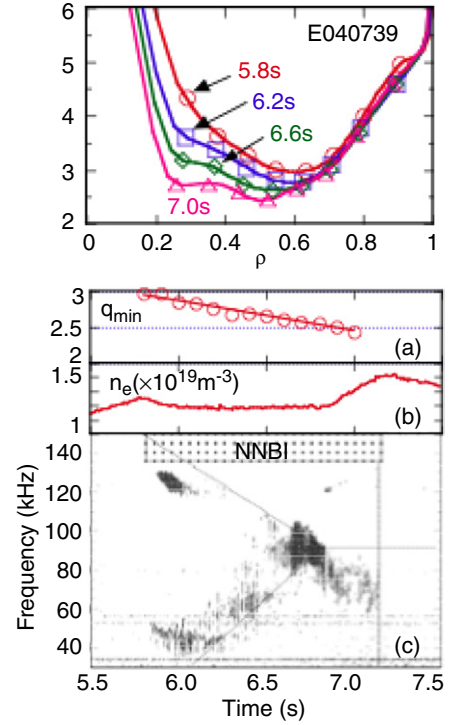 6
E040739
5
5.8s
4
6.2s
6.6s
3
2
7.0s
0 0.2 0.4 0.6 0.8 1
ρ
3
q_min
2.5
2
(a)
1.5
n_e(×10^19 m^-3)
1
(b)
140
NNBI
120
100
80
60
40
Frequency (kHz)
(c)
5.5 6.0 6.5 7.0 7.5
Time (s)